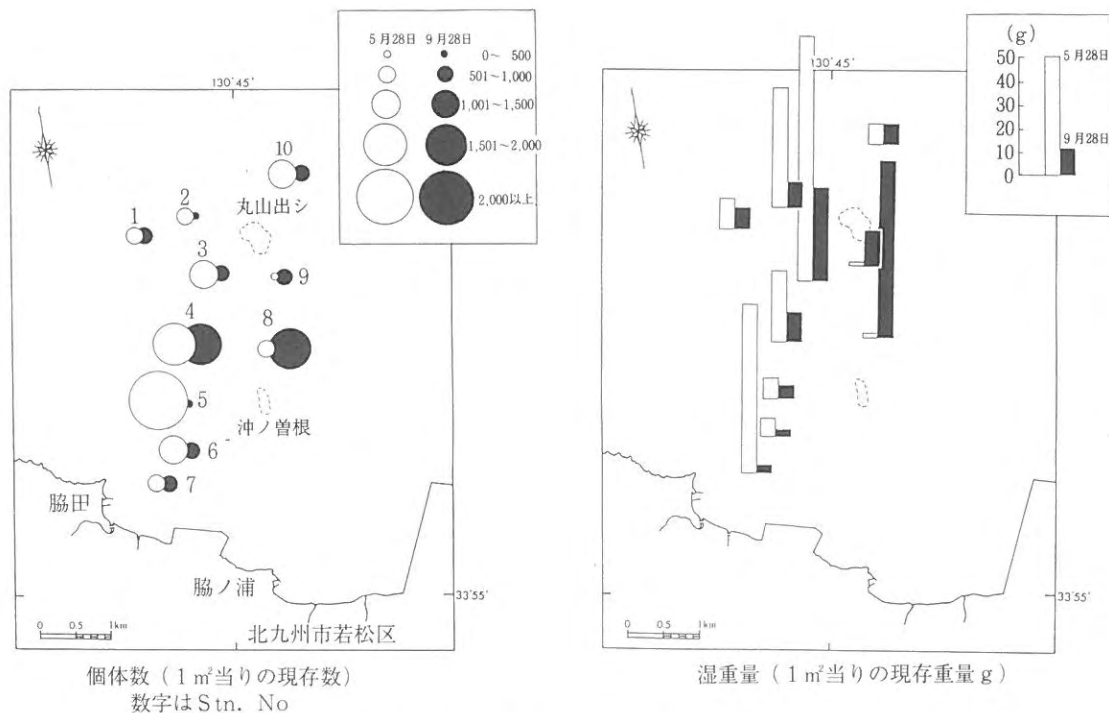 5月28日 9月28日
0～ 500
501～1,000
1,001～1,500
1,501～2,000
2,000以上
130°45′
10
丸山出シ
2
1
3
9
4
8
5
沖ノ曽根
6
7
脇田
脇ノ浦
北九州市若松区
0 0.5 1km
個体数（1㎡当りの現存数）
数字はStn. No
(g)
50
40
30
20
10
0
5月28日
9月28日
130°45′
33°55′
0 0.5 1km
湿重量（1㎡当りの現存重量g）